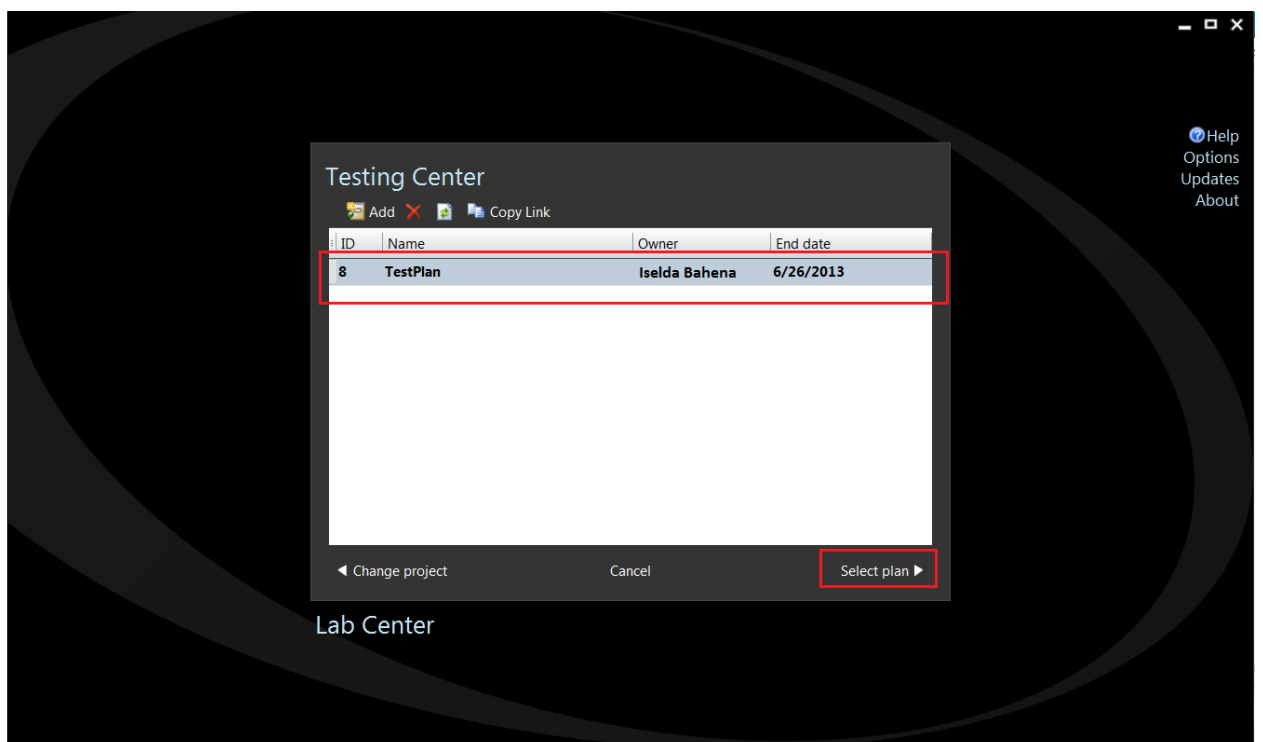 Help
Options
Updates
About
Testing Center
Add Copy Link
ID Name Owner End date
8 TestPlan Iselda Bahena 6/26/2013
Change project Cancel Select plan
Lab Center